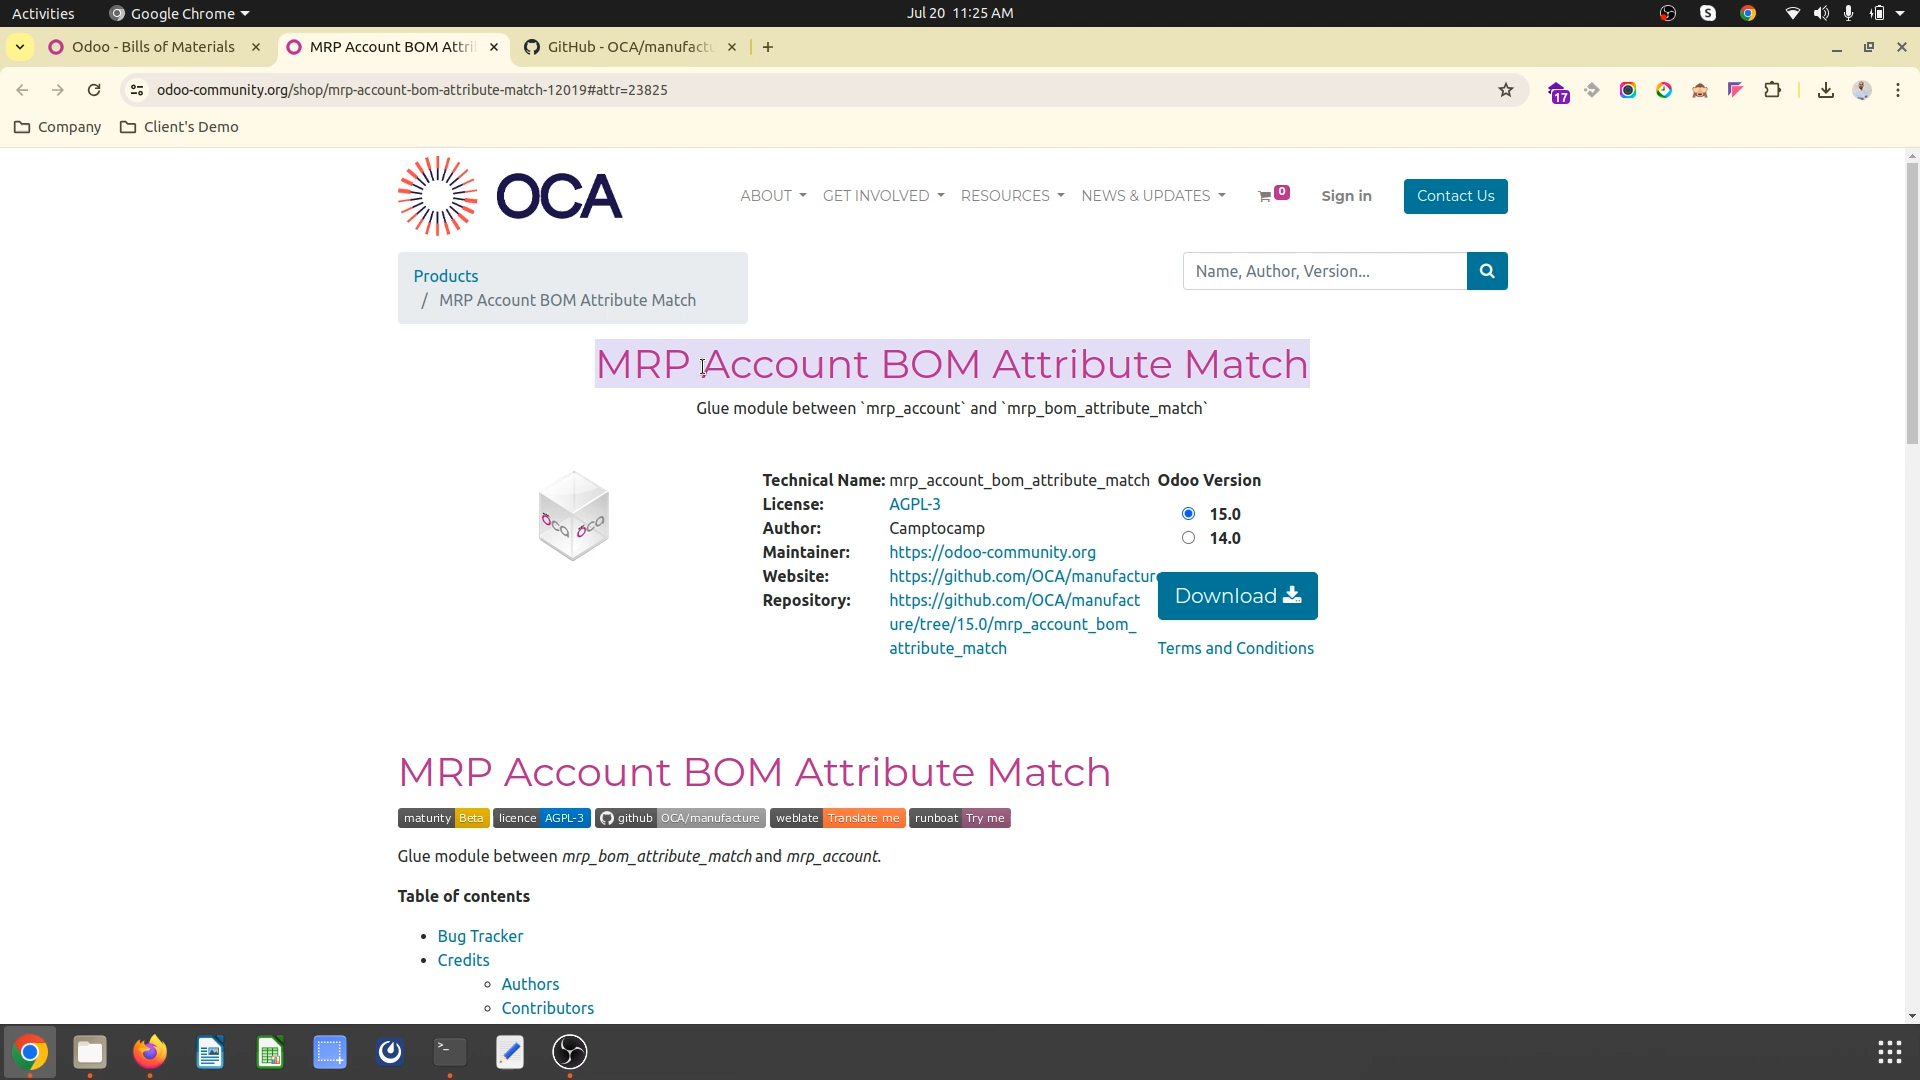 Activities
Google Chrome
Jul 20 11:25 AM
Odoo - Bills of Materials
MRP Account BOM Attri
GitHub - OCA/manufactu
odoo-community.org/shop/mrp-account-bom-attribute-match-12019#attr=23825
17
Company
Client's Demo
OCA
ABOUT
GET INVOLVED
RESOURCES
NEWS & UPDATES
0
Sign in
Contact Us
Products
/ MRP Account BOM Attribute Match
Name, Author, Version...
MRP Account BOM Attribute Match
Glue module between `mrp_account` and `mrp_bom_attribute_match`
oca oca
Technical Name: mrp_account_bom_attribute_match
License: AGPL-3
Author: Camptocamp
Maintainer: https://odoo-community.org
Website: https://github.com/OCA/manufacture
Repository: https://github.com/OCA/manufact
ure/tree/15.0/mrp_account_bom_
attribute_match
Odoo Version
15.0
14.0
Download
Terms and Conditions
MRP Account BOM Attribute Match
maturity Beta licence AGPL-3 github OCA/manufacture weblate Translate me runboat Try me
Glue module between mrp_bom_attribute_match and mrp_account.
Table of contents
• Bug Tracker
• Credits
◦ Authors
◦ Contributors